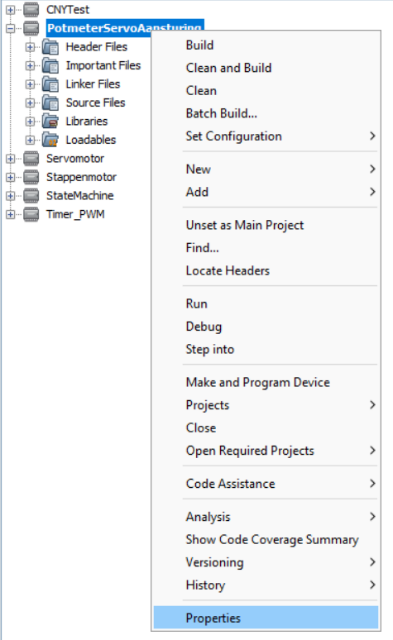 CNYTest
PotmeterServoAansturing
Header Files
Important Files
Linker Files
Source Files
Libraries
Loadables
Servomotor
Stappenmotor
StateMachine
Timer_PWM
Build
Clean and Build
Clean
Batch Build...
Set Configuration
New
Add
Unset as Main Project
Find...
Locate Headers
Run
Debug
Step into
Make and Program Device
Projects
Close
Open Required Projects
Code Assistance
Analysis
Show Code Coverage Summary
Versioning
History
Properties